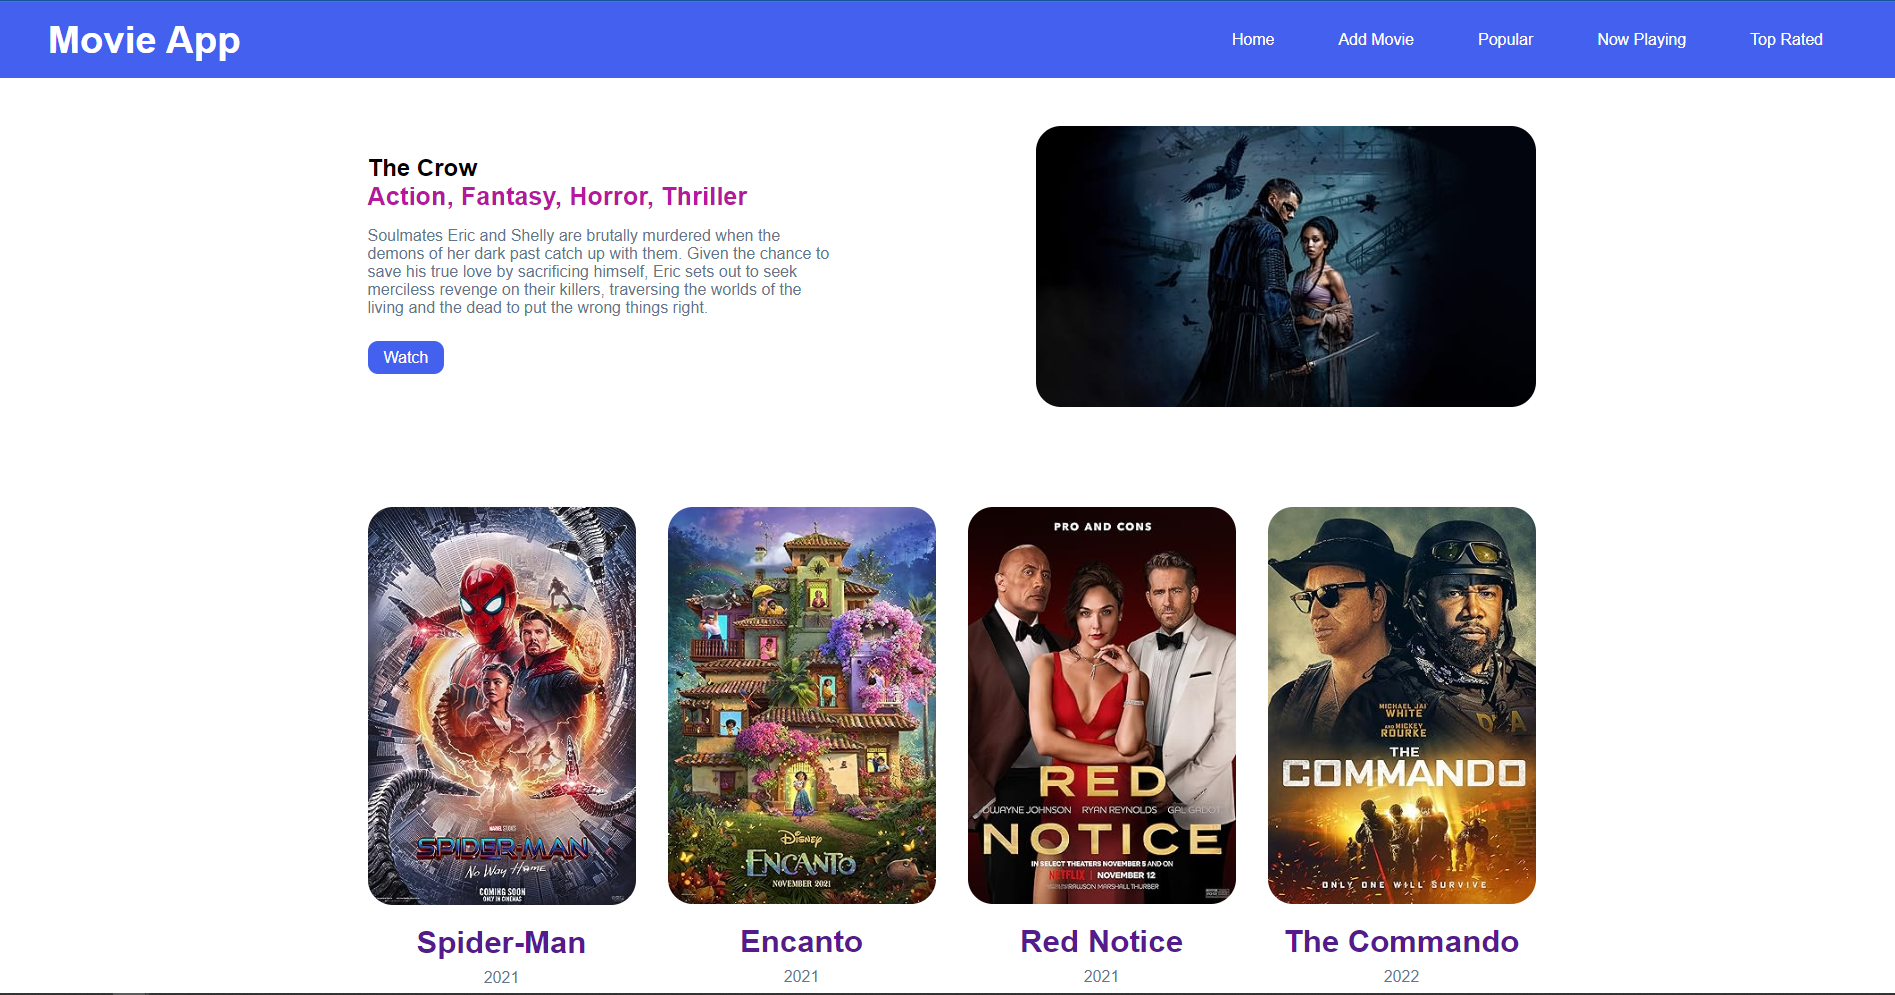 Movie App
Home
Add Movie
Popular
Now Playing
Top Rated
The Crow
Action, Fantasy, Horror, Thriller
Soulmates Eric and Shelly are brutally murdered when the
demons of her dark past catch up with them. Given the chance to
save his true love by sacrificing himself, Eric sets out to seek
merciless revenge on their killers, traversing the worlds of the
living and the dead to put the wrong things right.
Watch
MARVEL STUDIOS
SPIDER-MAN
No Way Home
COMING SOON
ONLY IN CINEMAS
Spider-Man
2021
Disney
ENCANTO
NOVEMBER 2021
Encanto
2021
PRO AND CONS
RED
DWAYNE JOHNSON RYAN REYNOLDS GAL GADOT
NOTICE
IN SELECT THEATERS NOVEMBER 5 AND ON
NETFLIX | NOVEMBER 12
RAWSON MARSHALL THURBER
Red Notice
2021
MICHAEL JAI
WHITE
AND MICKEY
ROURKE
THE
COMMANDO
ONLY ONE WILL SURVIVE
The Commando
2022